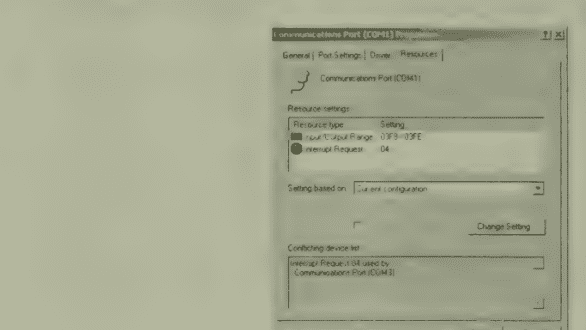 Communications Port (COM1) Properties
General Port Settings Driver Resources
Communications Port (COM1)
Resource settings:
Resource type Setting
Input/Output Range 03F8 - 03FE
Interrupt Request 04
Setting based on: Current configuration
Change Setting
Conflicting device list:
Interrupt Request 04 used by:
Communications Port (COM3)